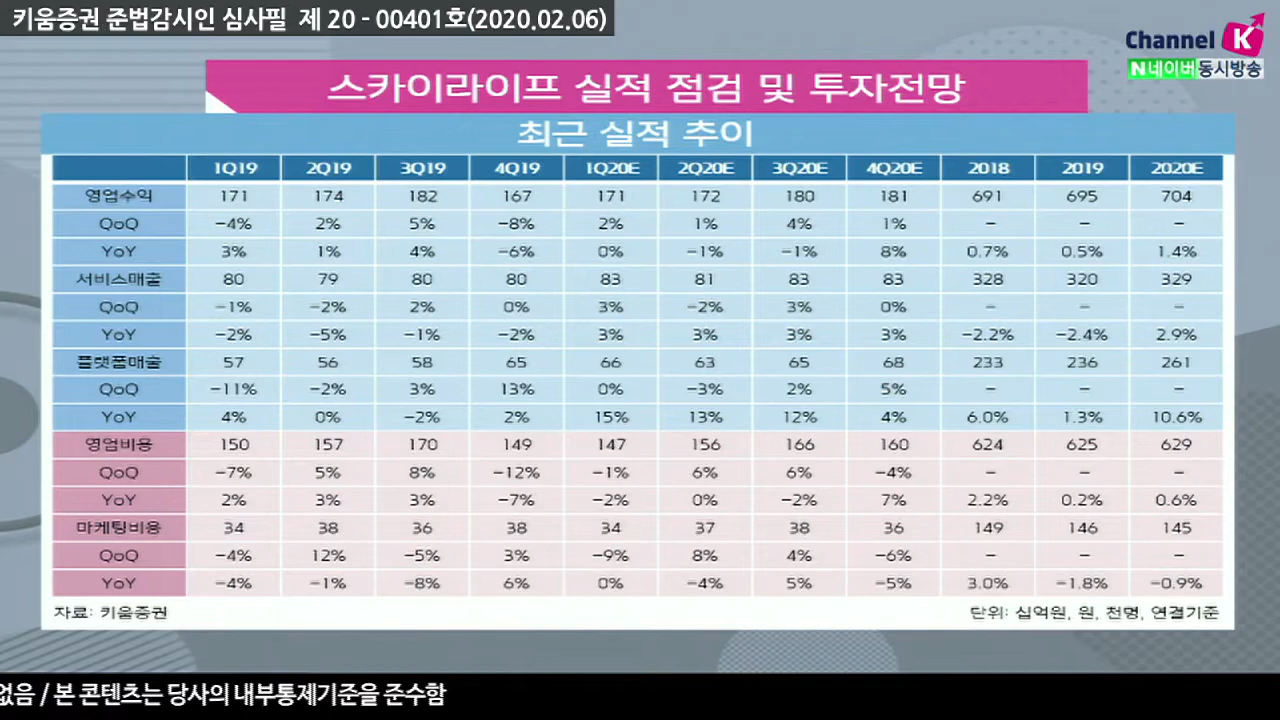 키움증권 준법감시인 심사필 제 20 - 00401호(2020.02.06)
Channel K
N 네이버 동시방송
스카이라이프 실적 점검 및 투자전망
최근 실적 추이
1Q19 2Q19 3Q19 4Q19 1Q20E 2Q20E 3Q20E 4Q20E 2018 2019 2020E
영업수익 171 174 182 167 171 172 180 181 691 695 704
QoQ −4% 2% 5% −8% 2% 1% 4% 1% − − −
YoY 3% 1% 4% −6% 0% −1% −1% 8% 0.7% 0.5% 1.4%
서비스매출 80 79 80 80 83 81 83 83 328 320 329
QoQ −1% −2% 2% 0% 3% −2% 3% 0% − − −
YoY −2% −5% −1% −2% 3% 3% 3% 3% −2.2% −2.4% 2.9%
플랫폼매출 57 56 58 65 66 63 65 68 233 236 261
QoQ −11% −2% 3% 13% 0% −3% 2% 5% − − −
YoY 4% 0% −2% 2% 15% 13% 12% 4% 6.0% 1.3% 10.6%
영업비용 150 157 170 149 147 156 166 160 624 625 629
QoQ −7% 5% 8% −12% −1% 6% 6% −4% − − −
YoY 2% 3% 3% −7% −2% 0% −2% 7% 2.2% 0.2% 0.6%
마케팅비용 34 38 36 38 34 37 38 36 149 146 145
QoQ −4% 12% −5% 3% −9% 8% 4% −6% − − −
YoY −4% −1% −8% 6% 0% −4% 5% −5% 3.0% −1.8% −0.9%
자료: 키움증권 단위: 십억원, 원, 천명, 연결기준
없음 / 본 콘텐츠는 당사의 내부통제기준을 준수함